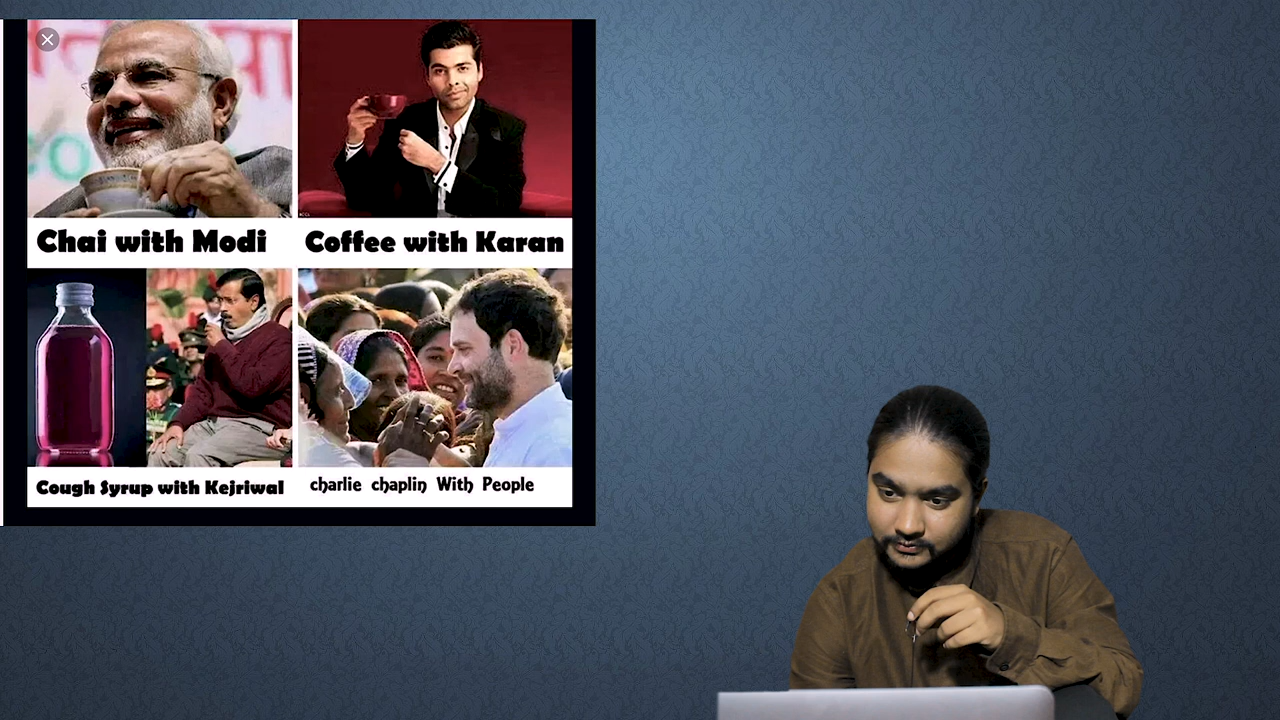 Chai with Modi
Coffee with Karan
Cough Syrup with Kejriwal
charlie chaplin With People